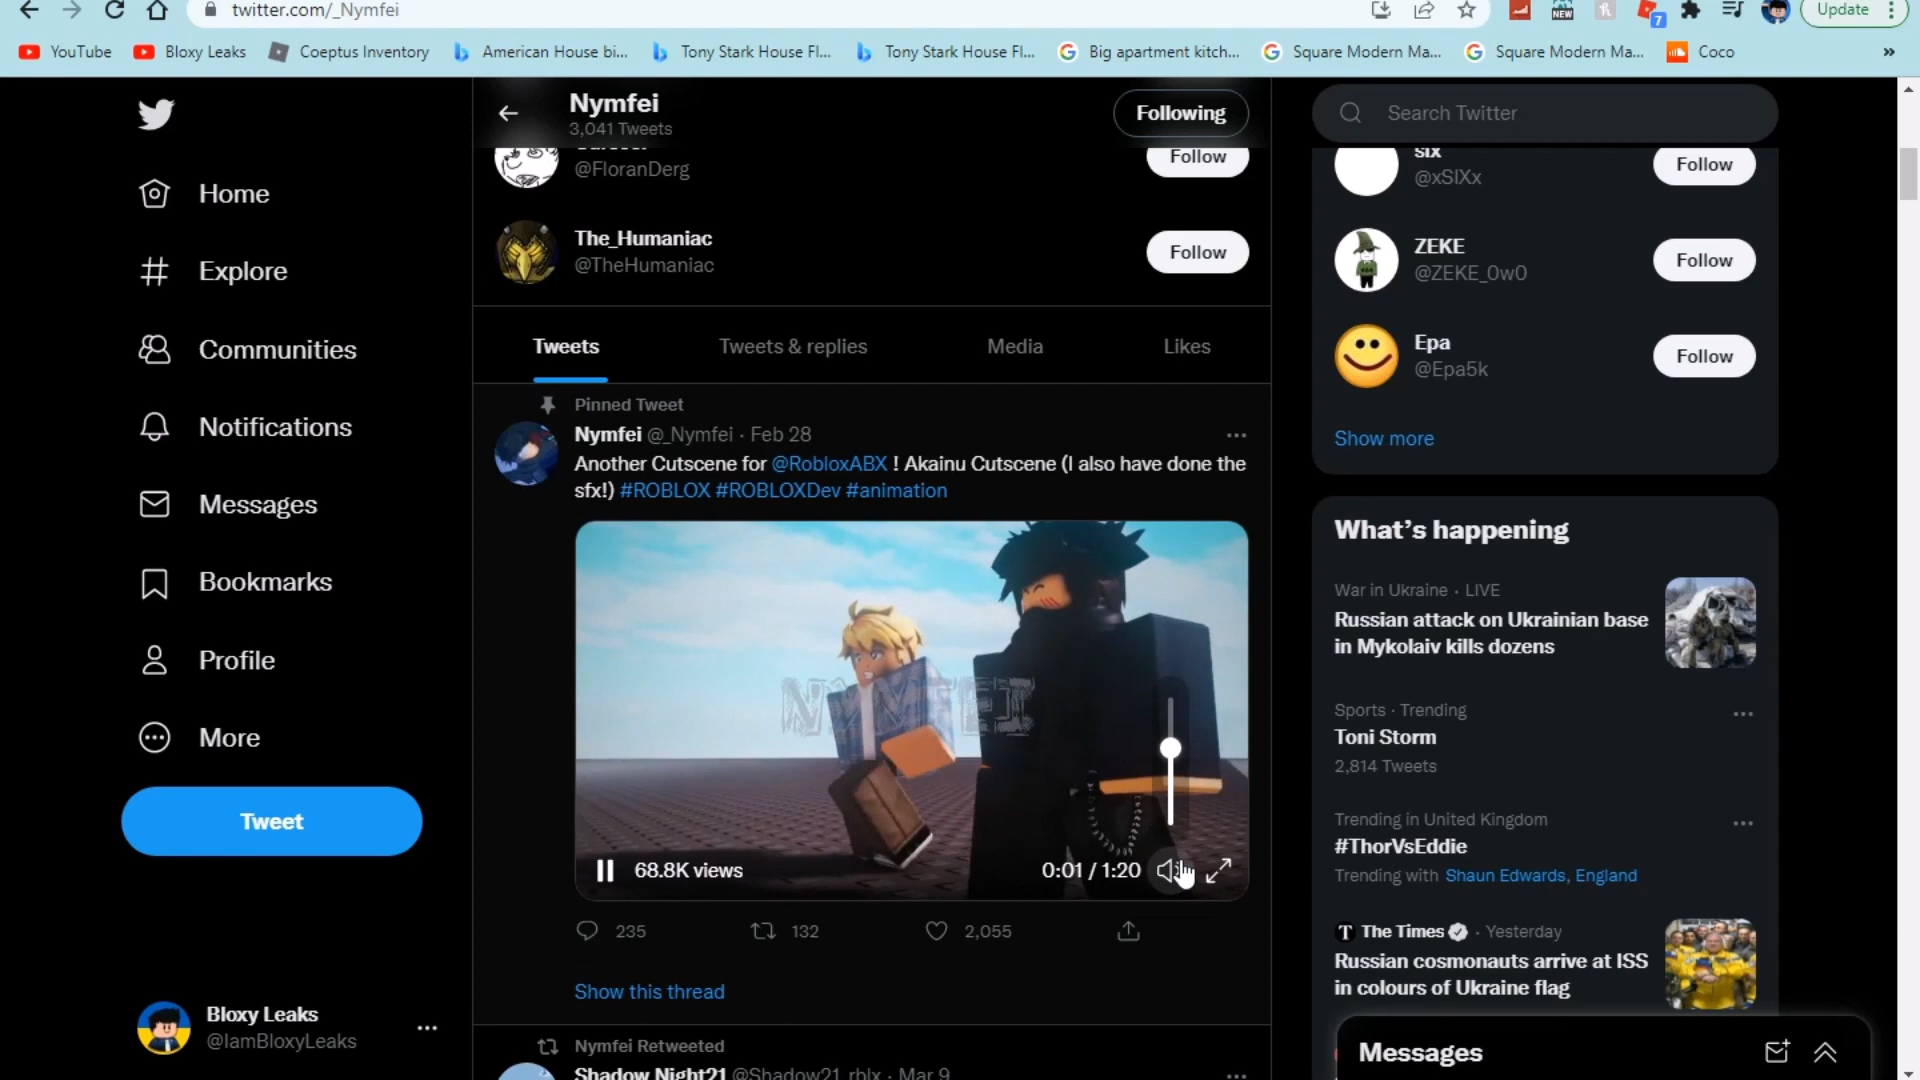 twitter.com/_Nymfei
NEW
7
Update
YouTube
Bloxy Leaks
Coeptus Inventory
American House bi...
Tony Stark House Fl...
Tony Stark House Fl...
Big apartment kitch...
Square Modern Ma...
Square Modern Ma...
Coco
»
Home
Explore
Communities
Notifications
Messages
Bookmarks
Profile
More
Tweet
Bloxy Leaks
@IamBloxyLeaks
Nymfei
3,041 Tweets
Following
@FloranDerg
Follow
The_Humaniac
@TheHumaniac
Follow
Tweets
Tweets & replies
Media
Likes
Pinned Tweet
Nymfei @_Nymfei · Feb 28
Another Cutscene for @RobloxABX ! Akainu Cutscene (I also have done the
sfx!) #ROBLOX #ROBLOXDev #animation
NYMFEI
68.8K views
0:01 / 1:20
235
132
2,055
Show this thread
Nymfei Retweeted
Shadow Night21 @Shadow21_rblx · Mar 9
Search Twitter
six
@xSIXx
Follow
ZEKE
@ZEKE_0w0
Follow
Epa
@Epa5k
Follow
Show more
What's happening
War in Ukraine · LIVE
Russian attack on Ukrainian base
in Mykolaiv kills dozens
Sports · Trending
Toni Storm
2,814 Tweets
Trending in United Kingdom
#ThorVsEddie
Trending with Shaun Edwards, England
T The Times · Yesterday
Russian cosmonauts arrive at ISS
in colours of Ukraine flag
Messages